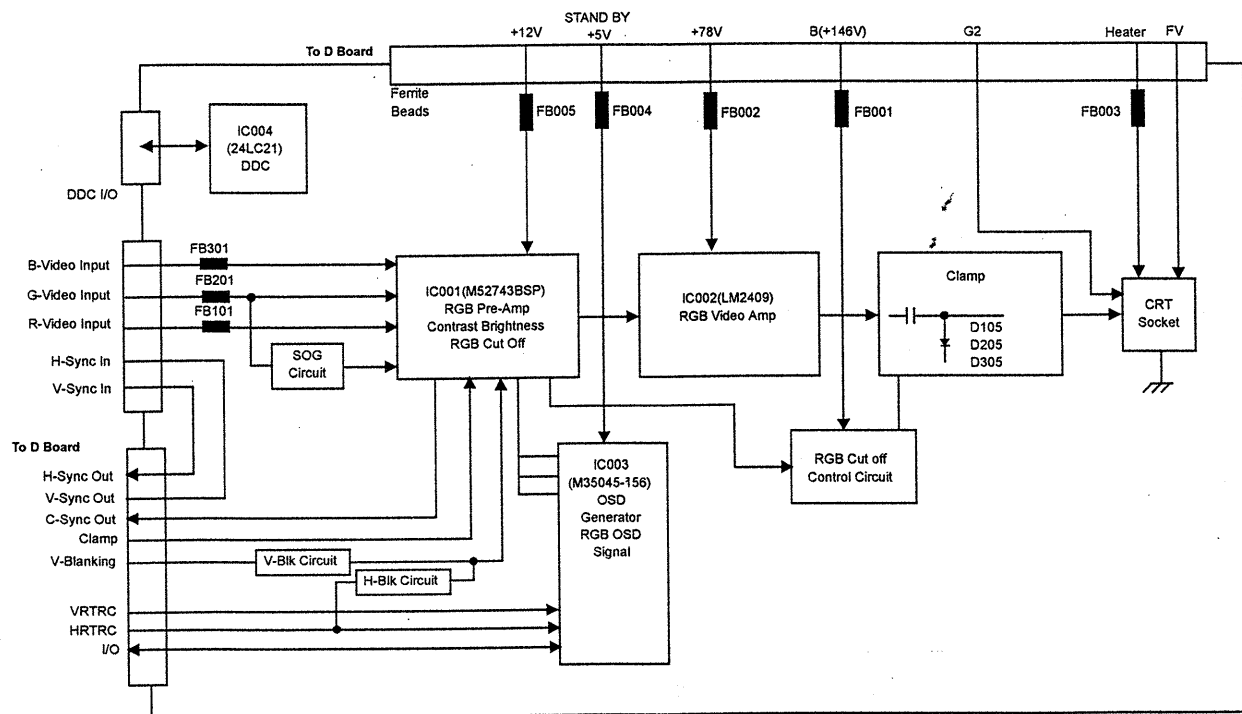 STAND BY
+12V
+5V
+78V
B(+146V)
G2
Heater
FV
To D Board
Ferrite
Beads
FB005
FB004
FB002
FB001
FB003
IC004
(24LC21)
DDC
DDC I/O
B-Video Input
FB301
G-Video Input
FB201
R-Video Input
FB101
H-Sync In
V-Sync In
SOG
Circuit
IC001(M52743BSP)
RGB Pre-Amp
Contrast Brightness
RGB Cut Off
IC002(LM2409)
RGB Video Amp
Clamp
D105
D205
D305
CRT
Socket
To D Board
H-Sync Out
V-Sync Out
C-Sync Out
Clamp
V-Blanking
V-Blk Circuit
H-Blk Circuit
VRTRC
HRTRC
I/O
IC003
(M35045-156)
OSD
Generator
RGB OSD
Signal
RGB Cut off
Control Circuit